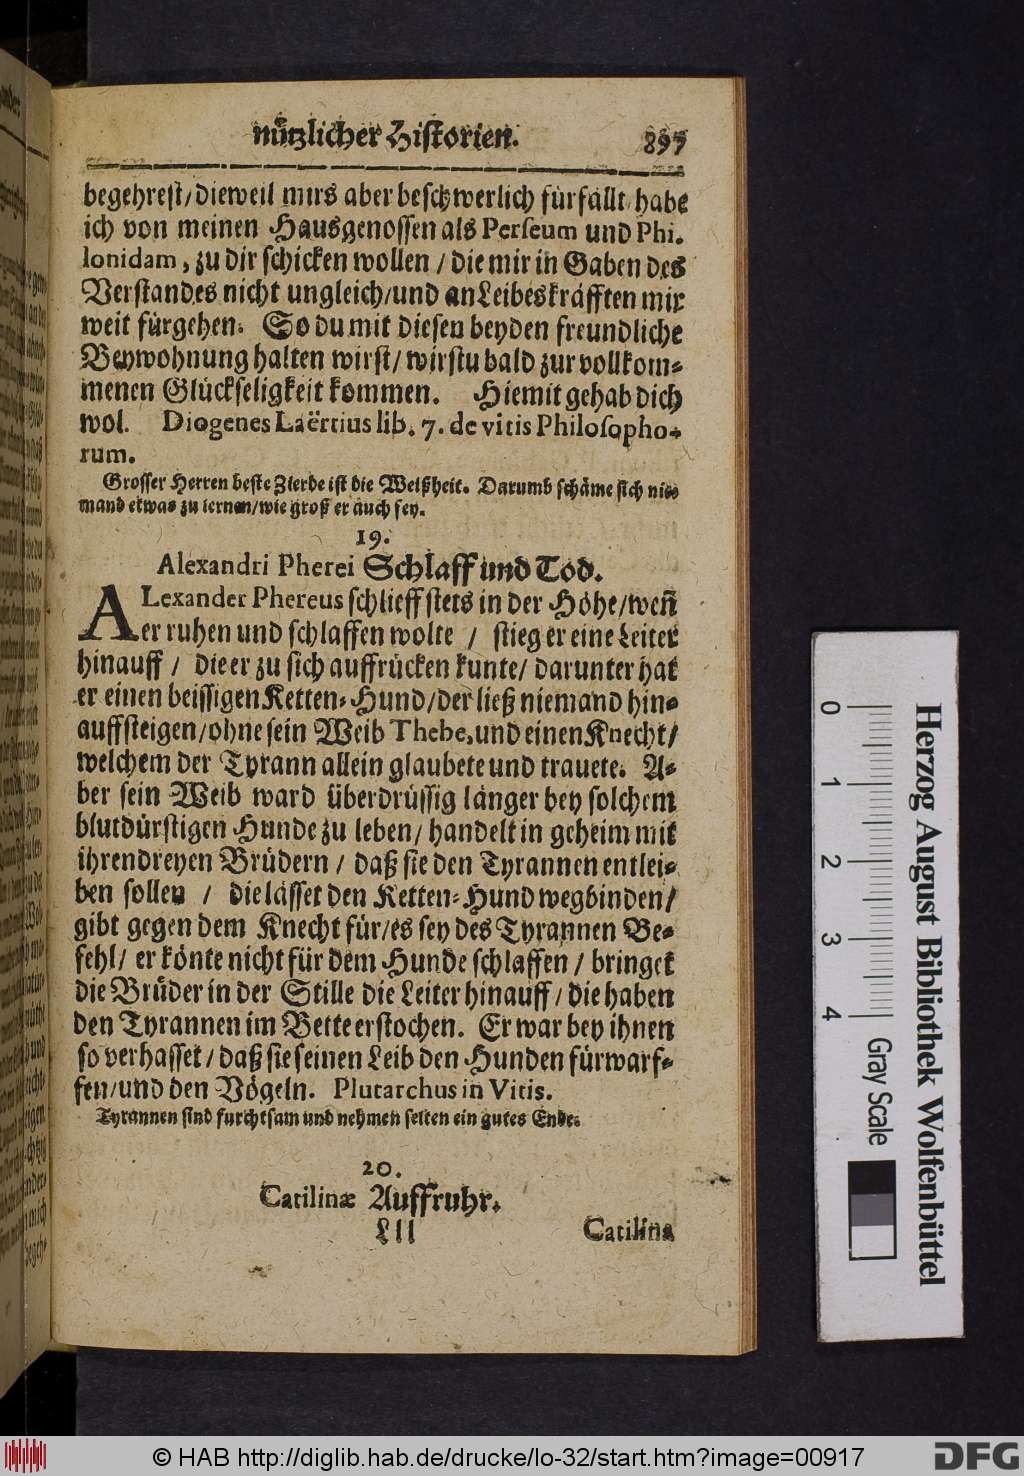 nützlicher Historien. 897
begehrest/dieweil mirs aber beschwerlich fürfällt/habe
ich von meinen Hausgenossen als Perseum und Phi-
lonidam, zu dir schicken wollen / die mir in Gaben des
Verstandes nicht ungleich/und an Leibeskräfften mir
weit fürgehen. So du mit diesen beyden freundliche
Beywohnung halten wirst/wirstu bald zur vollkom-
menen Glückseligkeit kommen. Hiemit gehab dich
wol. Diogenes Laërtius lib. 7. de vitis Philosopho-
rum.
Grosser Herren beste Zierde ist die Weißheit. Darumb schäme sich nie-
mand etwas zu lernen/wie groß er auch sey.
19.
Alexandri Pherei Schlaff und Tod.
ALexander Phereus schlieff stets in der Höhe/weñ
er ruhen und schlaffen wolte / stieg er eine Leiter
hinauff / die er zu sich auffrücken kunte/ darunter hat
er einen beissigen Ketten-Hund/der ließ niemand hin-
auffsteigen/ohne sein Weib Thebe, und einen Knecht/
welchem der Tyrann allein glaubete und trauete. A-
ber sein Weib ward überdrüssig länger bey solchem
blutdürstigen Hunde zu leben/ handelt in geheim mit
ihren dreyen Brüdern / daß sie den Tyrannen entlei-
ben sollen / die lässet den Ketten-Hund wegbinden/
gibt gegen dem Knecht für/es sey des Tyrannen Be-
fehl/ er könte nicht für dem Hunde schlaffen / bringet
die Brüder in der Stille die Leiter hinauff/die haben
den Tyrannen im Bette erstochen. Er war bey ihnen
so verhasset/daß sie seinen Leib den Hunden fürwarf-
fen/und den Vögeln. Plutarchus in Vitis.
Tyrannen sind furchtsam und nehmen selten ein gutes Ende.
20.
Catilinæ Auffruhr.
Lll Catilina
0 1 2 3 4
Gray Scale
Herzog August Bibliothek Wolfenbüttel
© HAB http://diglib.hab.de/drucke/lo-32/start.htm?image=00917
DFG